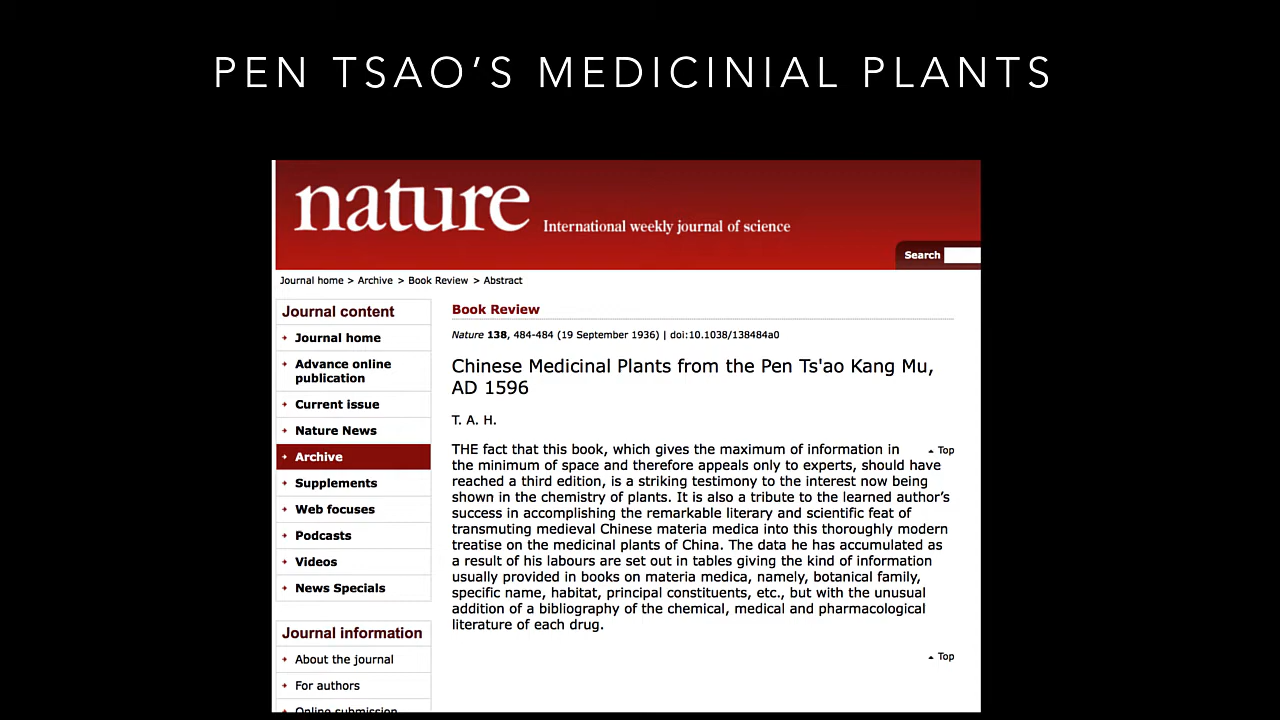 PEN TSAO’S MEDICINIAL PLANTS
nature International weekly journal of science
Search
Journal home > Archive > Book Review > Abstract
Journal content
Journal home
Advance online
publication
Current issue
Nature News
Archive
Supplements
Web focuses
Podcasts
Videos
News Specials
Journal information
About the journal
For authors
Online submission
Book Review
Nature 138, 484-484 (19 September 1936) | doi:10.1038/138484a0
Chinese Medicinal Plants from the Pen Ts'ao Kang Mu,
AD 1596
T. A. H.
THE fact that this book, which gives the maximum of information in
Top
the minimum of space and therefore appeals only to experts, should have
reached a third edition, is a striking testimony to the interest now being
shown in the chemistry of plants. It is also a tribute to the learned author’s
success in accomplishing the remarkable literary and scientific feat of
transmuting medieval Chinese materia medica into this thoroughly modern
treatise on the medicinal plants of China. The data he has accumulated as
a result of his labours are set out in tables giving the kind of information
usually provided in books on materia medica, namely, botanical family,
specific name, habitat, principal constituents, etc., but with the unusual
addition of a bibliography of the chemical, medical and pharmacological
literature of each drug.
Top